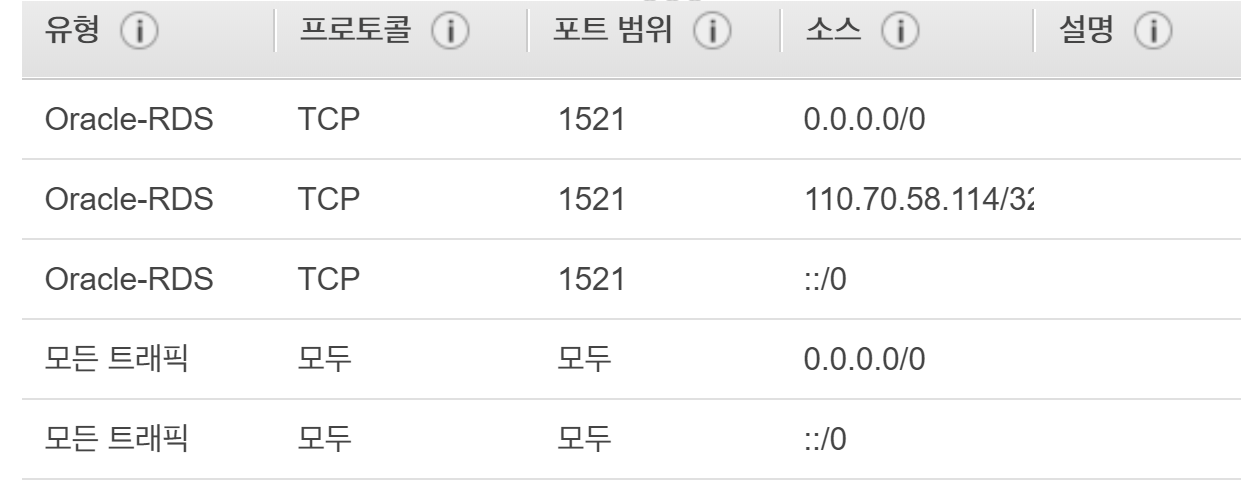 유형 프로토콜 포트 범위 소스 설명
Oracle-RDS TCP 1521 0.0.0.0/0
Oracle-RDS TCP 1521 110.70.58.114/32
Oracle-RDS TCP 1521 ::/0
모든 트래픽 모두 모두 0.0.0.0/0
모든 트래픽 모두 모두 ::/0